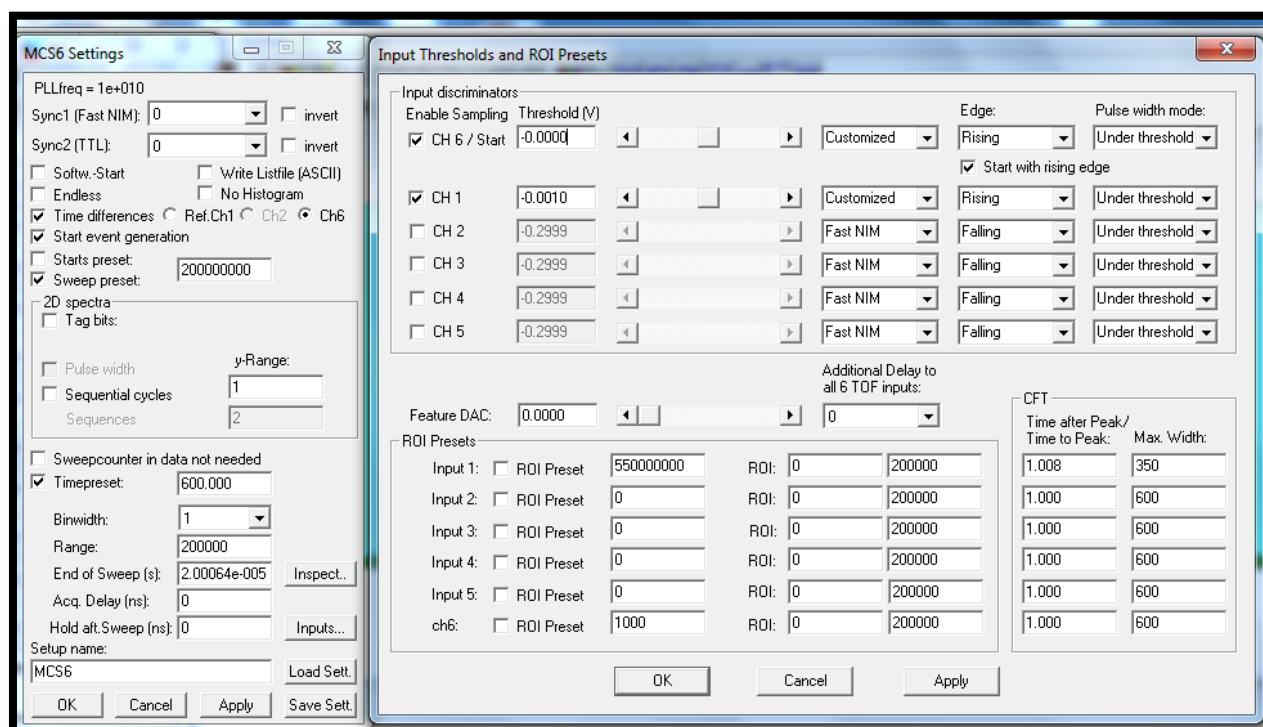 MCS6 Settings
PLLfreq = 1e+010
Sync1 (Fast NIM): 0 invert
Sync2 (TTL): 0 invert
Softw.-Start Write Listfile (ASCII)
Endless No Histogram
Time differences Ref.Ch1 Ch2 Ch6
Start event generation
Starts preset:
200000000
Sweep preset:
2D spectra
Tag bits:
Pulse width y-Range:
Sequential cycles 1
Sequences 2
Sweepcounter in data not needed
Timepreset: 600.000
Binwidth: 1
Range: 200000
End of Sweep (s): 2.00064e-005 Inspect..
Acq. Delay (ns): 0
Hold aft.Sweep (ns): 0 Inputs...
Setup name:
MCS6 Load Sett.
OK Cancel Apply Save Sett.
Input Thresholds and ROI Presets
Input discriminators
Enable Sampling Threshold (V) Edge: Pulse width mode:
CH 6 / Start -0.0000 Customized Rising Under threshold
Start with rising edge
CH 1 -0.0010 Customized Rising Under threshold
CH 2 -0.2999 Fast NIM Falling Under threshold
CH 3 -0.2999 Fast NIM Falling Under threshold
CH 4 -0.2999 Fast NIM Falling Under threshold
CH 5 -0.2999 Fast NIM Falling Under threshold
Additional Delay to
all 6 TOF inputs:
Feature DAC: 0.0000 0
ROI Presets
Input 1: ROI Preset 550000000 ROI: 0 200000
Input 2: ROI Preset 0 ROI: 0 200000
Input 3: ROI Preset 0 ROI: 0 200000
Input 4: ROI Preset 0 ROI: 0 200000
Input 5: ROI Preset 0 ROI: 0 200000
ch6: ROI Preset 1000 ROI: 0 200000
CFT
Time after Peak/
Time to Peak: Max. Width:
1.008 350
1.000 600
1.000 600
1.000 600
1.000 600
1.000 600
OK Cancel Apply